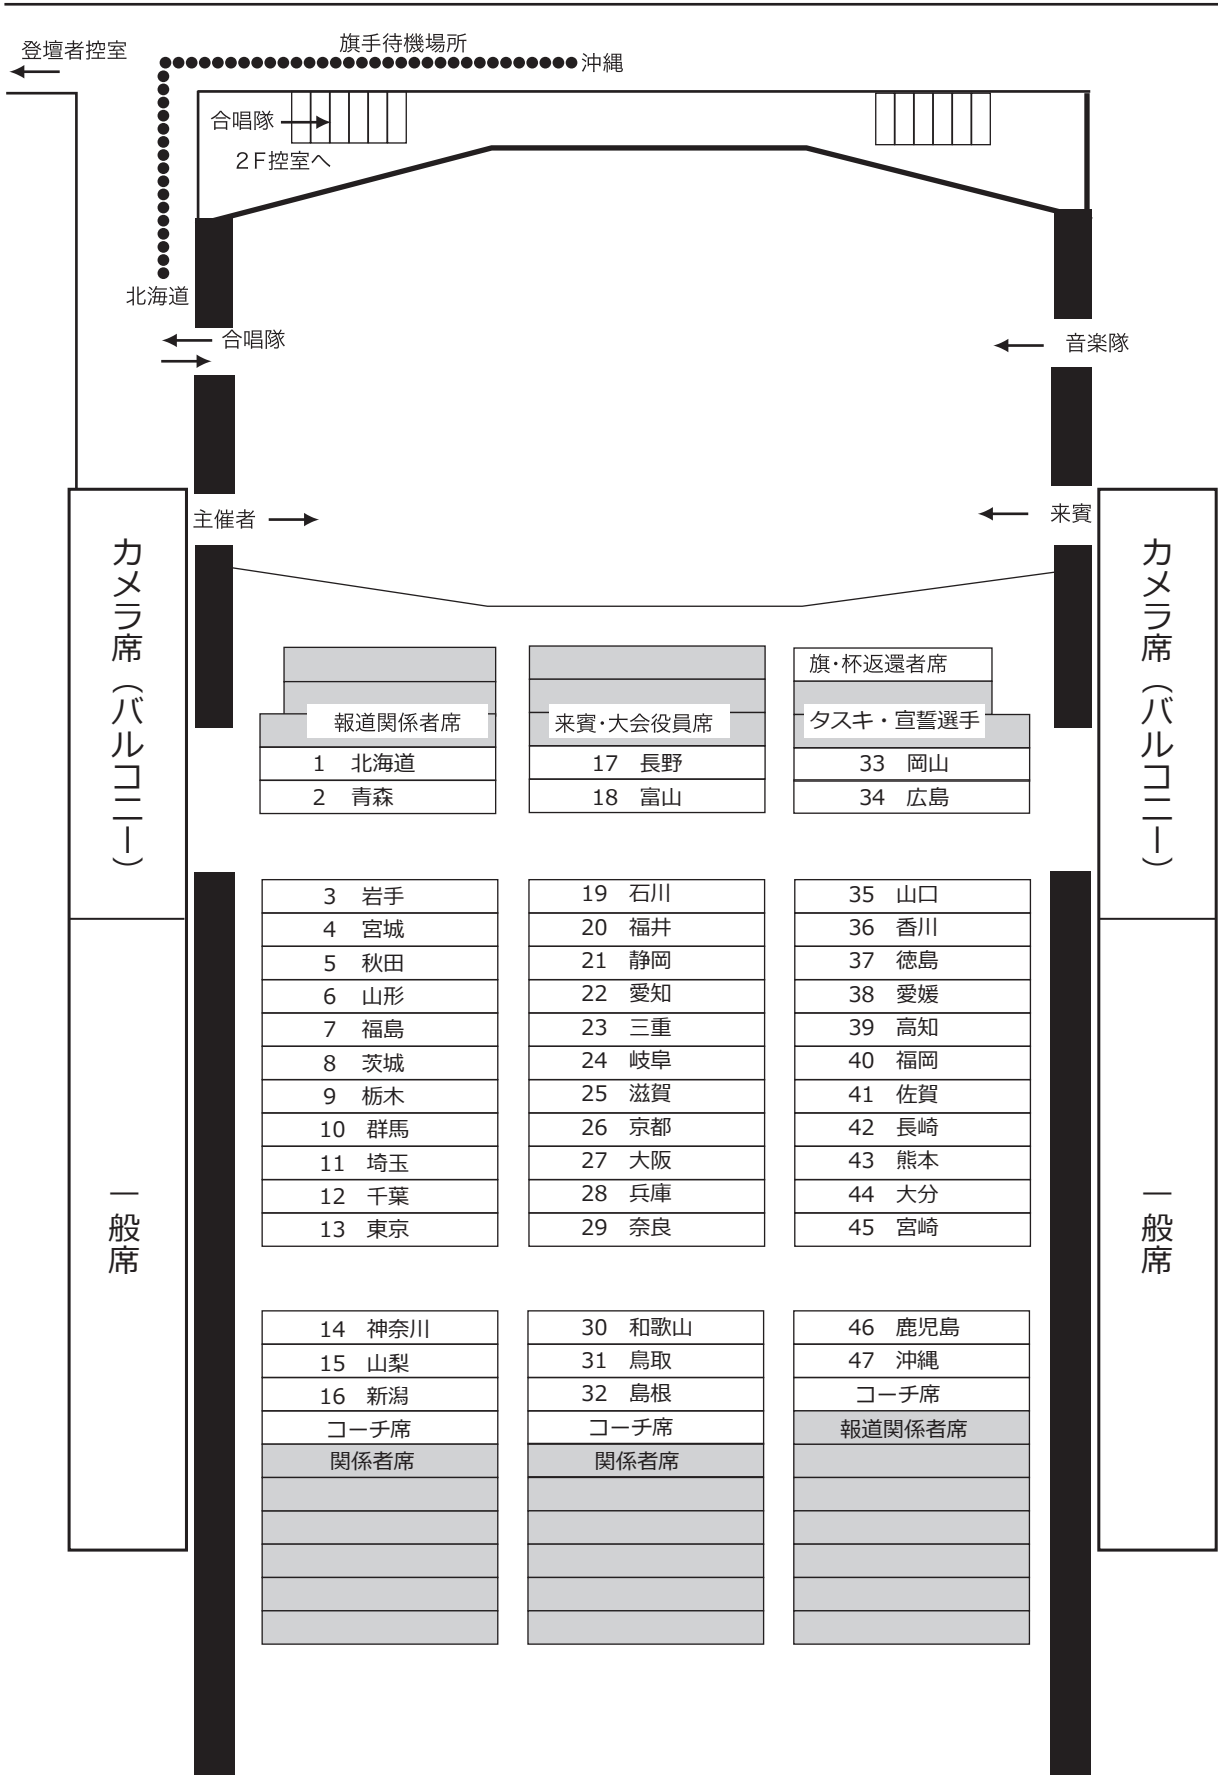 登壇者控室
旗手待機場所
沖縄
合唱隊
2F控室へ
北海道
合唱隊
音楽隊
主催者
来賓
カメラ席（バルコニー）
一般席
カメラ席（バルコニー）
一般席
報道関係者席
1 北海道
2 青森
来賓・大会役員席
17 長野
18 富山
旗・杯返還者席
タスキ・宣誓選手
33 岡山
34 広島
3 岩手
4 宮城
5 秋田
6 山形
7 福島
8 茨城
9 栃木
10 群馬
11 埼玉
12 千葉
13 東京
19 石川
20 福井
21 静岡
22 愛知
23 三重
24 岐阜
25 滋賀
26 京都
27 大阪
28 兵庫
29 奈良
35 山口
36 香川
37 徳島
38 愛媛
39 高知
40 福岡
41 佐賀
42 長崎
43 熊本
44 大分
45 宮崎
14 神奈川
15 山梨
16 新潟
コーチ席
関係者席
30 和歌山
31 鳥取
32 島根
コーチ席
関係者席
46 鹿児島
47 沖縄
コーチ席
報道関係者席